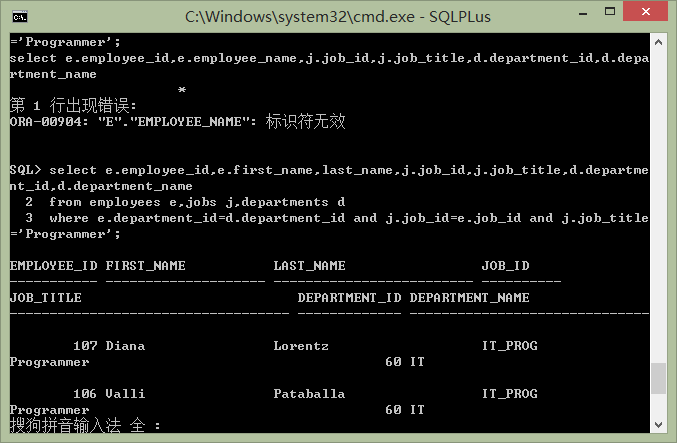 C:\Windows\system32\cmd.exe - SQLPLus
='Programmer';
select e.employee_id,e.employee_name,j.job_id,j.job_title,d.department_id,d.depa
rtment_name
*
第 1 行出现错误:
ORA-00904: "E"."EMPLOYEE_NAME": 标识符无效
SQL> select e.employee_id,e.first_name,last_name,j.job_id,j.job_title,d.departme
nt_id,d.department_name
2 from employees e,jobs j,departments d
3 where e.department_id=d.department_id and j.job_id=e.job_id and j.job_title
='Programmer';
EMPLOYEE_ID FIRST_NAME LAST_NAME JOB_ID
----------- -------------------- ------------------------- ----------
JOB_TITLE DEPARTMENT_ID DEPARTMENT_NAME
----------------------------------- ------------- ------------------------------
107 Diana Lorentz IT_PROG
Programmer 60 IT
106 Valli Pataballa IT_PROG
Programmer 60 IT
搜狗拼音输入法 全 :